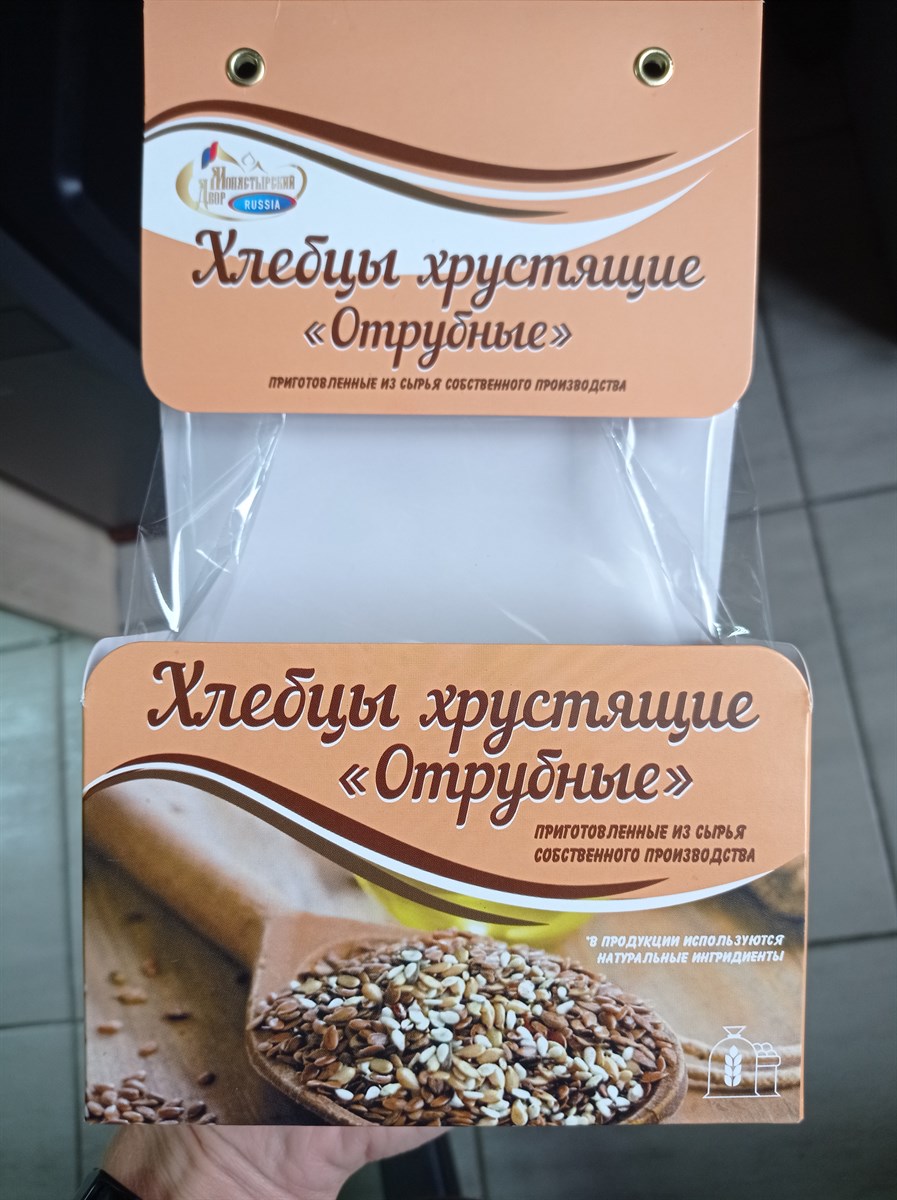 Монастырский
Двор
RUSSIA
Хлебцы хрустящие
«Отрубные»
ПРИГОТОВЛЕННЫЕ ИЗ СЫРЬЯ СОБСТВЕННОГО ПРОИЗВОДСТВА
Хлебцы хрустящие
«Отрубные»
ПРИГОТОВЛЕННЫЕ ИЗ СЫРЬЯ
СОБСТВЕННОГО ПРОИЗВОДСТВА
*В ПРОДУКЦИИ ИСПОЛЬЗУЮТСЯ
НАТУРАЛЬНЫЕ ИНГРИДИЕНТЫ